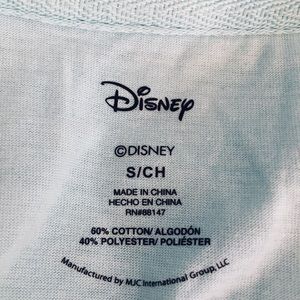 Disney
©DISNEY
S/CH
MADE IN CHINA
HECHO EN CHINA
RN#88147
60% COTTON/ ALGODÓN
40% POLYESTER/ POLIÉSTER
Manufactured by MJC International Group, LLC